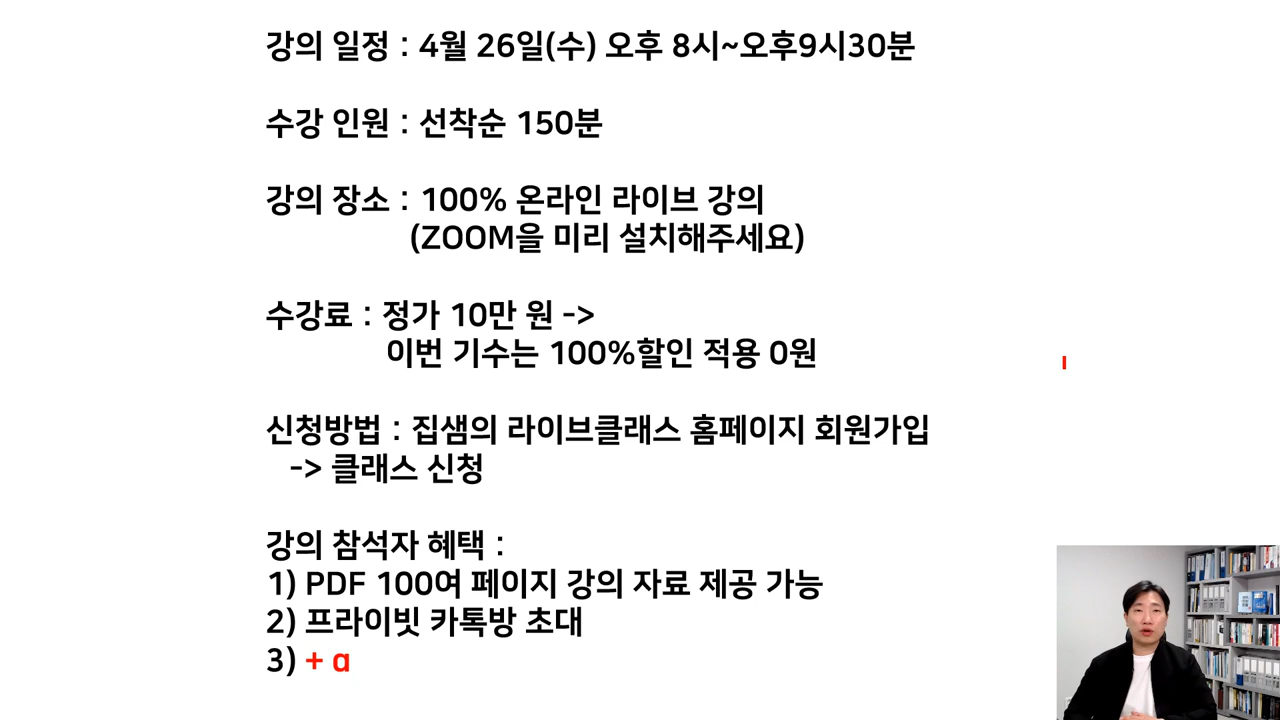 강의 일정 : 4월 26일(수) 오후 8시~오후9시30분
수강 인원 : 선착순 150분
강의 장소 : 100% 온라인 라이브 강의
(ZOOM을 미리 설치해주세요)
수강료 : 정가 10만 원 ->
이번 기수는 100%할인 적용 0원
신청방법 : 집샘의 라이브클래스 홈페이지 회원가입
-> 클래스 신청
강의 참석자 혜택 :
1) PDF 100여 페이지 강의 자료 제공 가능
2) 프라이빗 카톡방 초대
3) + α